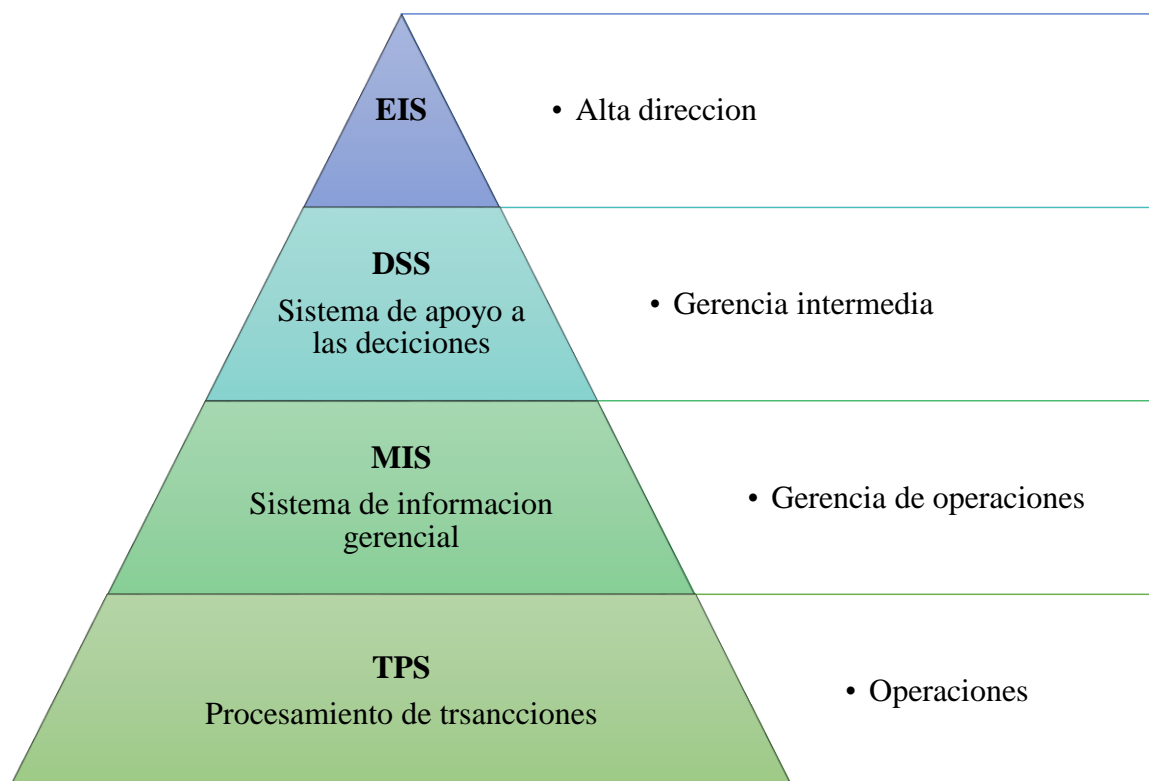 EIS
• Alta direccion
DSS
Sistema de apoyo a
las deciciones
• Gerencia intermedia
MIS
Sistema de informacion
gerencial
• Gerencia de operaciones
TPS
Procesamiento de trsancciones
• Operaciones